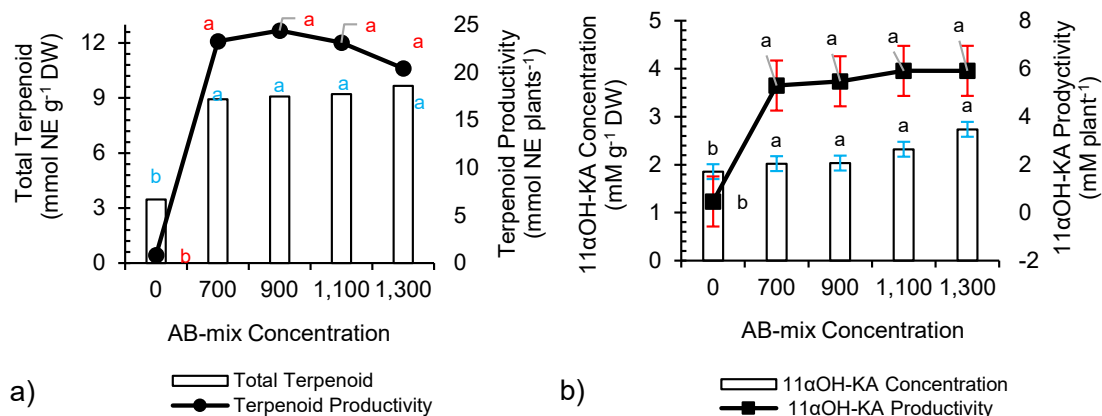 Total Terpenoid
(mmol NE g-1 DW)
12
9
3
6
0
b
a
a
a
a
b
a
a
a
a
25
20
15
10
5
0
Terpenoid Productivity
(mmol NE plants-1)
0 700 900 1,100 1,300
AB-mix Concentration
a)
Total Terpenoid
Terpenoid Productivity
11αOH-KA Concentration
(mM g-1 DW)
5
4
3
2
1
0
a a a a
b a a a a
b
8
6
4
2
0
-2
11αOH-KA Prodyctivity
(mM plant-1)
0 700 900 1,100 1,300
AB-mix Concentration
b)
11αOH-KA Concentration
11αOH-KA Productivity